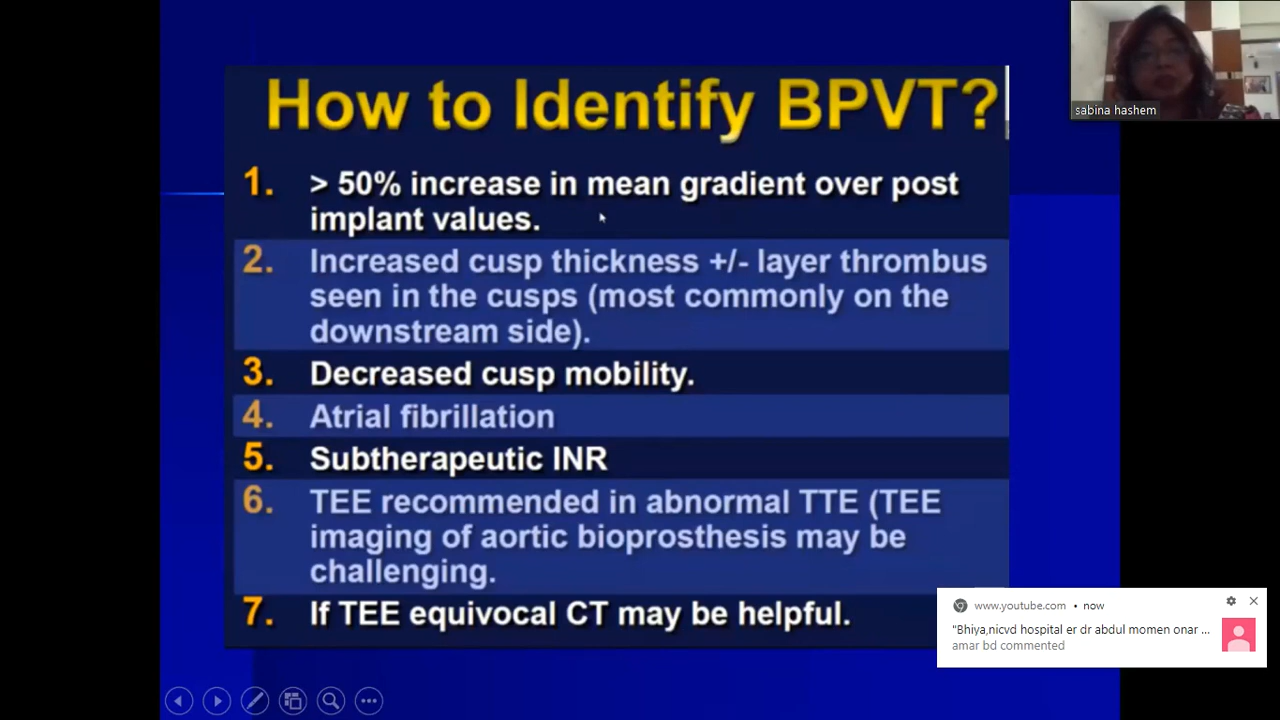 How to Identify BPVT?
sabina hashem
1. > 50% increase in mean gradient over post
implant values.
2. Increased cusp thickness +/- layer thrombus
seen in the cusps (most commonly on the
downstream side).
3. Decreased cusp mobility.
4. Atrial fibrillation
5. Subtherapeutic INR
6. TEE recommended in abnormal TTE (TEE
imaging of aortic bioprosthesis may be
challenging.
7. If TEE equivocal CT may be helpful.
www.youtube.com • now
"Bhiya,nicvd hospital er dr abdul momen onar ...
amar bd commented